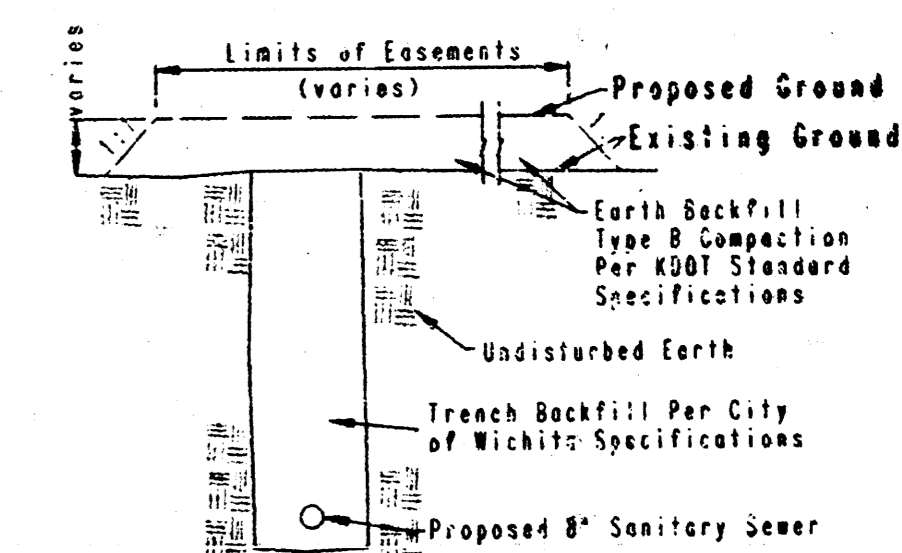 varies
Limits of Easements
(varies)
Proposed Ground
1:1
Existing Ground
Earth Backfill
Type B Compaction
Per KDOT Standard
Specifications
Undisturbed Earth
Trench Backfill Per City
of Wichita Specifications
Proposed 8" Sanitary Sewer